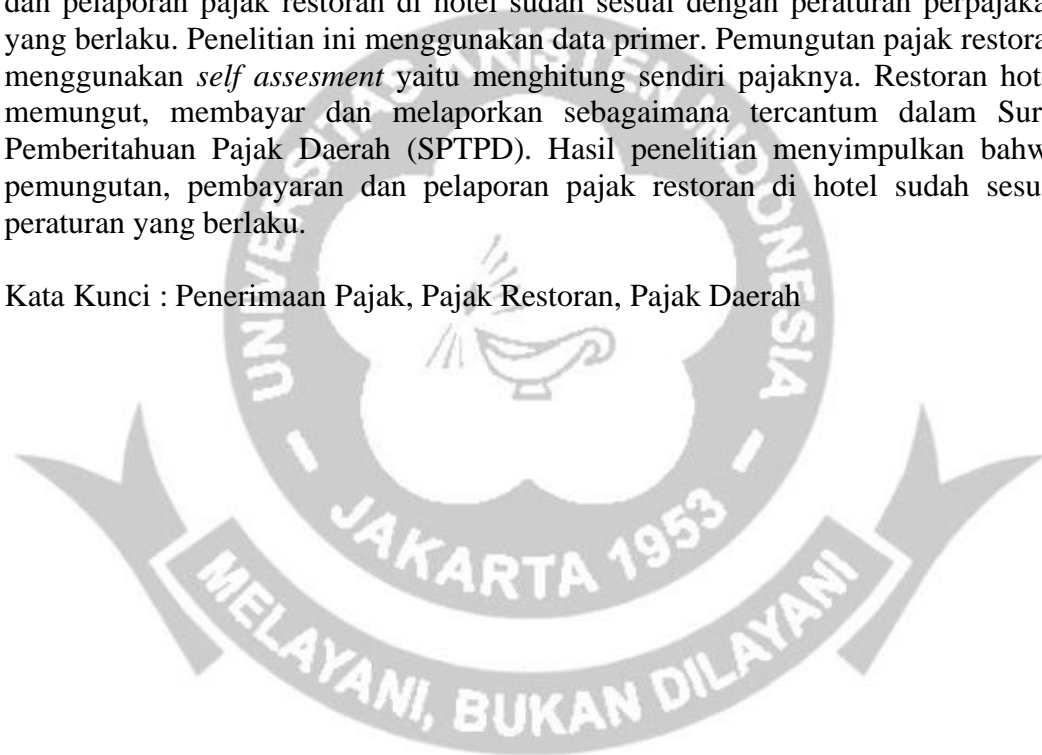 dan pelaporan pajak restoran di hotel sudah sesuai dengan peraturan perpajaka
yang berlaku. Penelitian ini menggunakan data primer. Pemungutan pajak restora
menggunakan self assesment yaitu menghitung sendiri pajaknya. Restoran hot
memungut, membayar dan melaporkan sebagaimana tercantum dalam Sur
Pemberitahuan Pajak Daerah (SPTPD). Hasil penelitian menyimpulkan bahw
pemungutan, pembayaran dan pelaporan pajak restoran di hotel sudah sesu
peraturan yang berlaku.
Kata Kunci : Penerimaan Pajak, Pajak Restoran, Pajak Daerah
UNIVERSITAS KRISTEN INDONESIA
JAKARTA 1953
MELAYANI, BUKAN DILAYANI